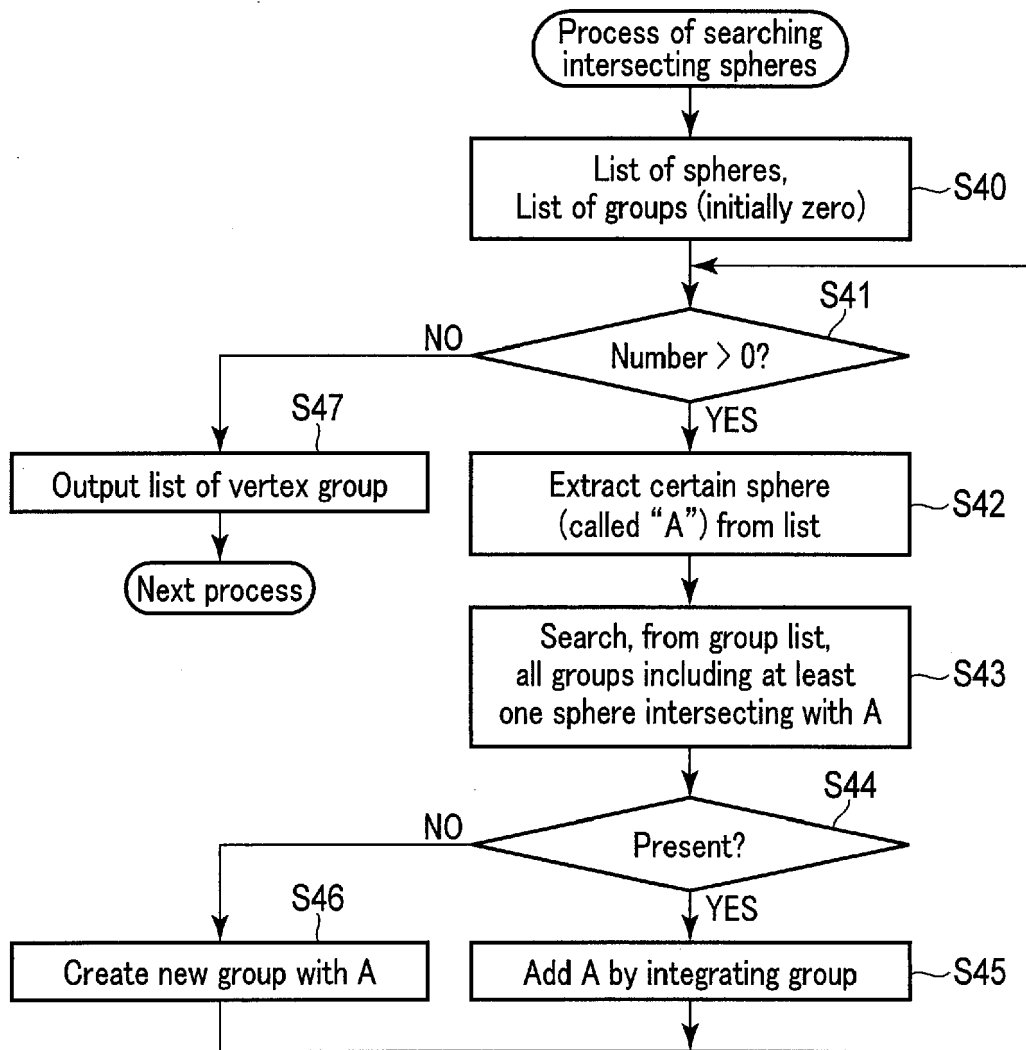 Process of searching
intersecting spheres
List of spheres,
List of groups (initially zero)
S40
S41
Number > 0?
NO
YES
S47
Output list of vertex group
Next process
Extract certain sphere
(called “A”) from list
S42
Search, from group list,
all groups including at least
one sphere intersecting with A
S43
S44
Present?
NO
YES
S46
Create new group with A
Add A by integrating group
S45